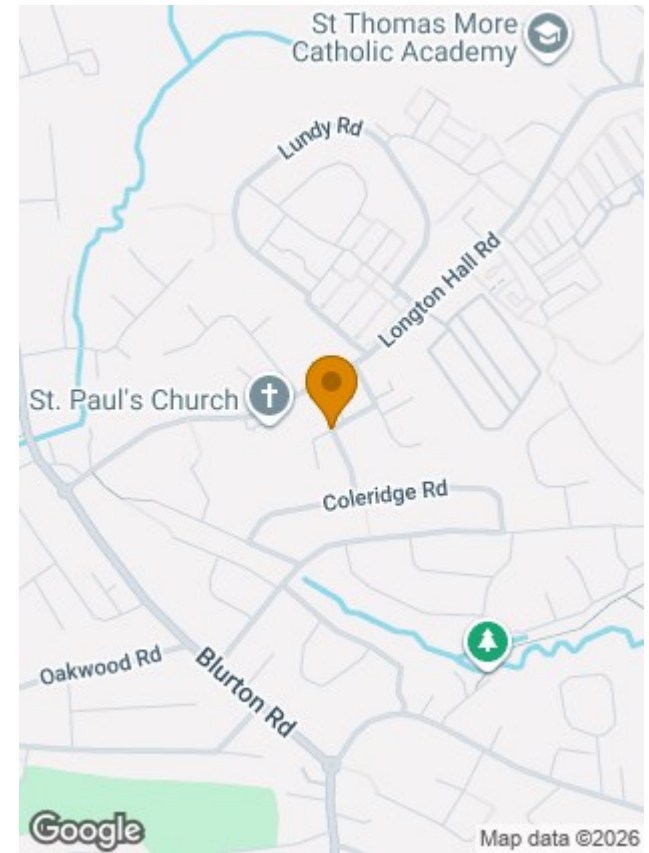 St Thomas More
Catholic Academy
Lundy Rd
Longton Hall Rd
St. Paul's Church
Coleridge Rd
Oakwood Rd
Blurton Rd
Google
Map data ©2026